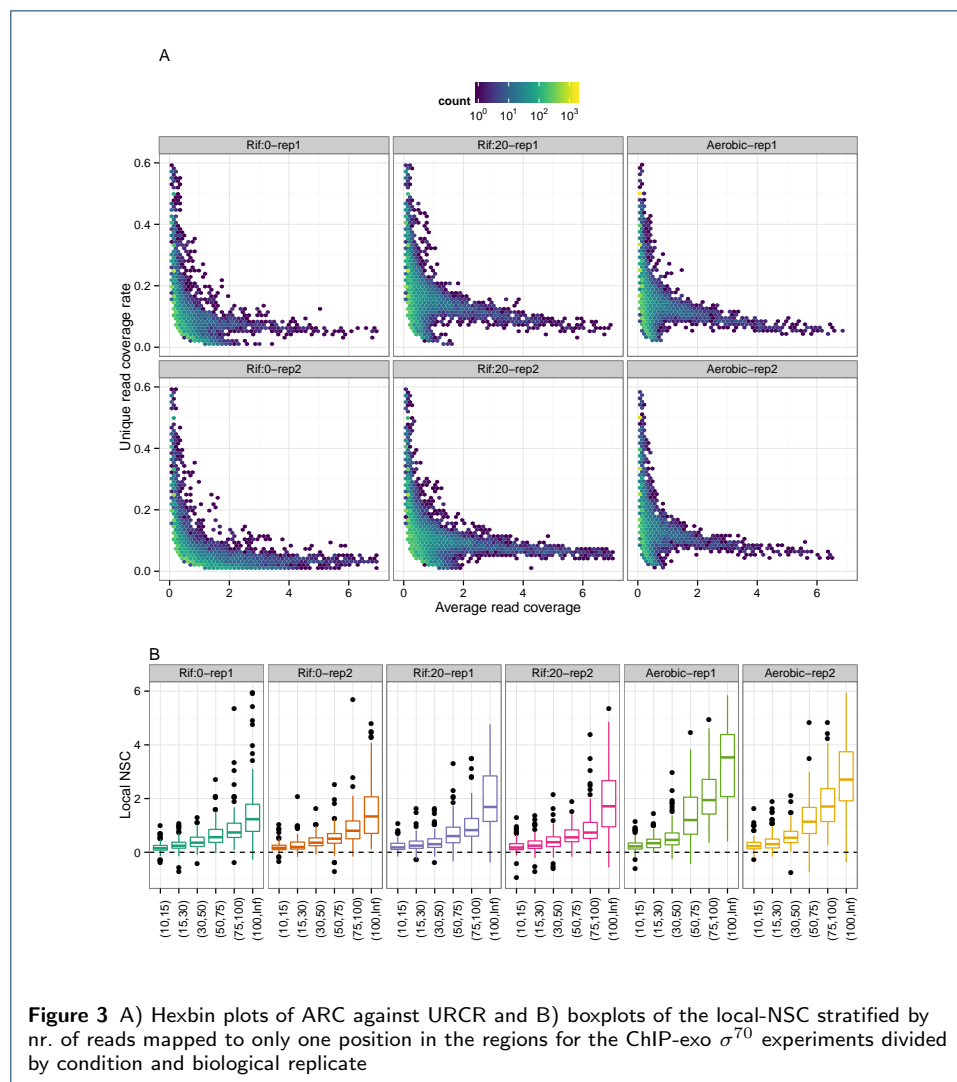 A
count
10⁰ 10¹ 10² 10³
Rif:0-rep1 Rif:20-rep1 Aerobic-rep1
0.6
0.4
0.2
0.0
Rif:0-rep2 Rif:20-rep2 Aerobic-rep2
0.6
0.4
0.2
0.0
Unique read coverage rate
0 2 4 6 0 2 4 6 0 2 4 6
Average read coverage
B
Rif:0-rep1 Rif:0-rep2 Rif:20-rep1 Rif:20-rep2 Aerobic-rep1 Aerobic-rep2
6
4
2
0
Local NSC
(10,15) (15,30) (30,50) (50,75) (75,100) (100,Inf) (10,15) (15,30) (30,50) (50,75) (75,100) (100,Inf) (10,15) (15,30) (30,50) (50,75) (75,100) (100,Inf) (10,15) (15,30) (30,50) (50,75) (75,100) (100,Inf) (10,15) (15,30) (30,50) (50,75) (75,100) (100,Inf) (10,15) (15,30) (30,50) (50,75) (75,100) (100,Inf)
Figure 3 A) Hexbin plots of ARC against URCR and B) boxplots of the local-NSC stratified by
nr. of reads mapped to only one position in the regions for the ChIP-exo σ⁷⁰ experiments divided
by condition and biological replicate